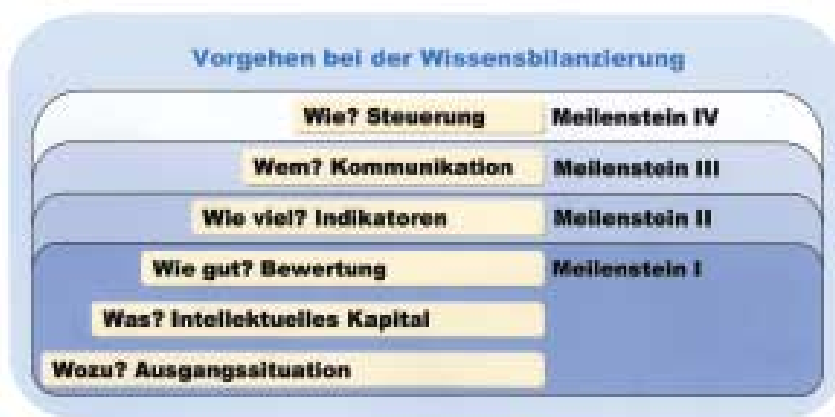 Vorgehen bei der Wissensbilanzierung
Wie? Steuerung Meilenstein IV
Wem? Kommunikation Meilenstein III
Wie viel? Indikatoren Meilenstein II
Wie gut? Bewertung Meilenstein I
Was? Intellektuelles Kapital
Wozu? Ausgangssituation